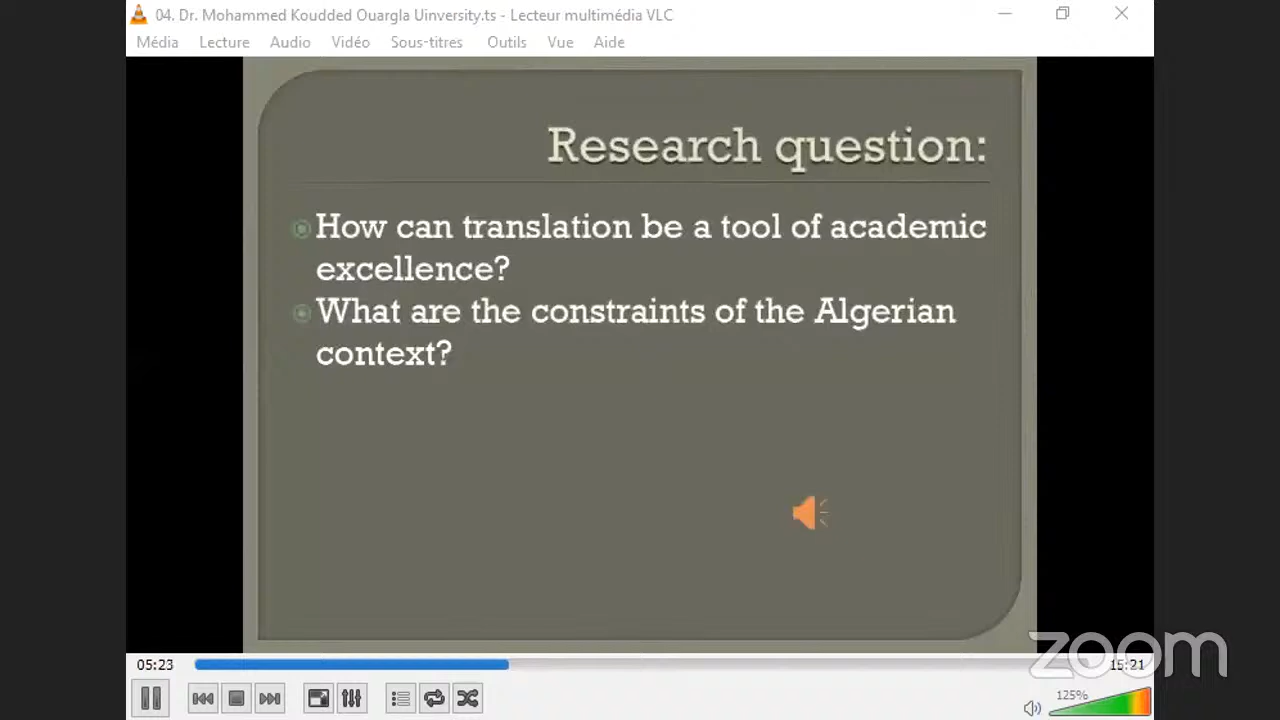 04. Dr. Mohammed Koudded Ouargla Uinversity.ts - Lecteur multimédia VLC
Média Lecture Audio Vidéo Sous-titres Outils Vue Aide
Research question:
How can translation be a tool of academic
excellence?
What are the constraints of the Algerian
context?
05:23
15:21
zoom
125%